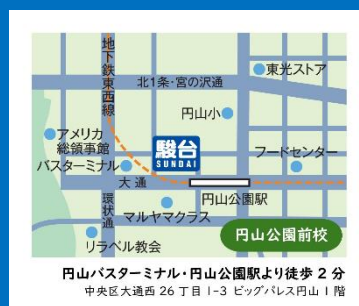 地下鉄東西線
東光ストア
北1条・宮の沢通
円山小
アメリカ
総領事館
駿台
SUNDAI
フードセンター
バスターミナル
大通
円山公園駅
環状通
マルヤマクラス
円山公園前校
リラベル教会
円山バスターミナル・円山公園駅より徒歩 2 分
中央区大通西 26 丁目 1-3 ビッグパレス円山 1 階